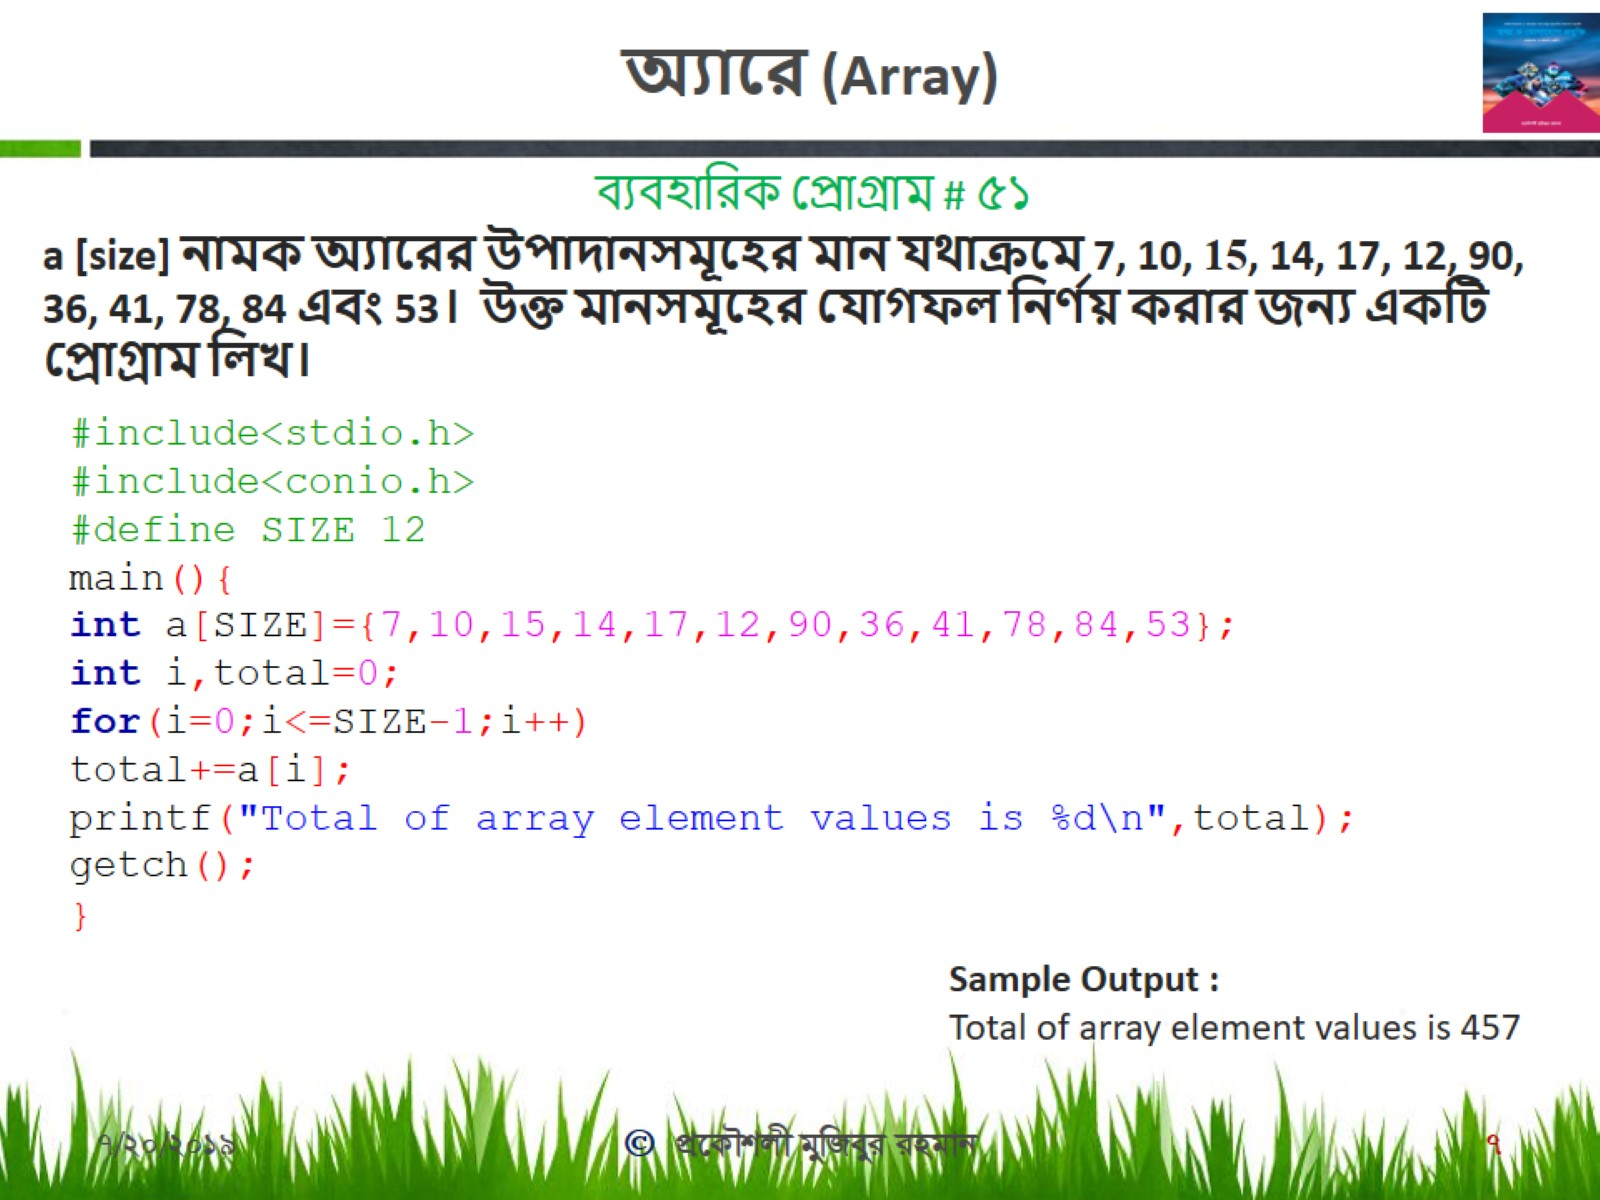 অ্যারে (Array)
ব্যবহারিক প্রোগ্রাম # ৫১
a [size] নামক অ্যারের উপাদানসমূহের মান যথাক্রমে 7, 10, 15, 14, 17, 12, 90,
36, 41, 78, 84 এবং 53। উক্ত মানসমূহের যোগফল নির্ণয় করার জন্য একটি
প্রোগ্রাম লিখ।
#include<stdio.h>
#include<conio.h>
#define SIZE 12
main(){
int a[SIZE]={7,10,15,14,17,12,90,36,41,78,84,53};
int i,total=0;
for(i=0;i<=SIZE-1;i++)
total+=a[i];
printf("Total of array element values is %d\n",total);
getch();
}
Sample Output :
Total of array element values is 457
৭/২০/২০১৯
© প্রকৌশলী মুজিবুর রহমান
৭